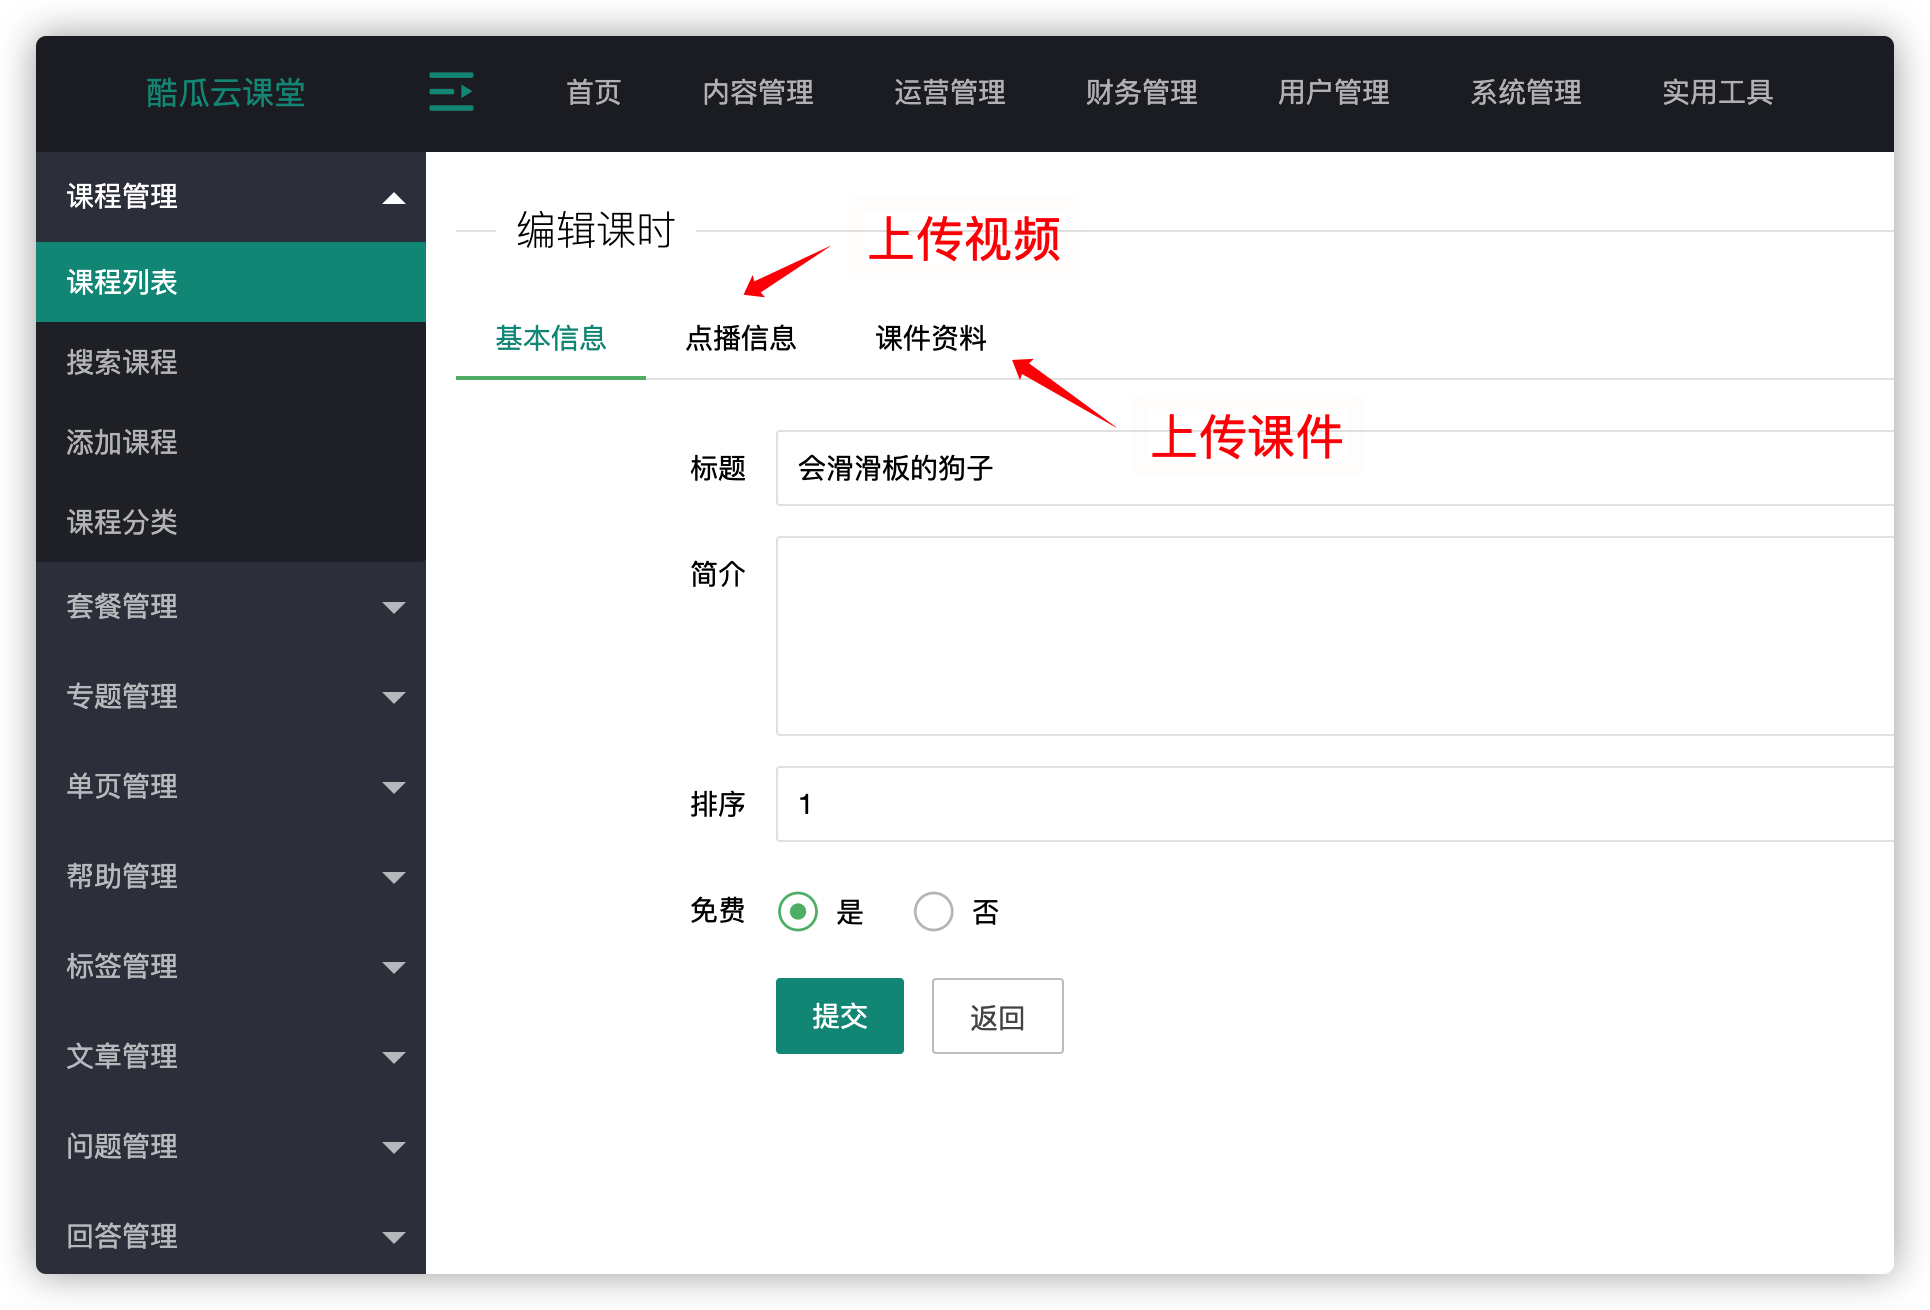 酷瓜云课堂
首页 内容管理 运营管理 财务管理 用户管理 系统管理 实用工具
课程管理
课程列表
搜索课程
添加课程
课程分类
套餐管理
专题管理
单页管理
帮助管理
标签管理
文章管理
问题管理
回答管理
编辑课时
上传视频
基本信息 点播信息 课件资料
上传课件
标题 会滑滑板的狗子
简介
排序 1
免费 是 否
提交 返回